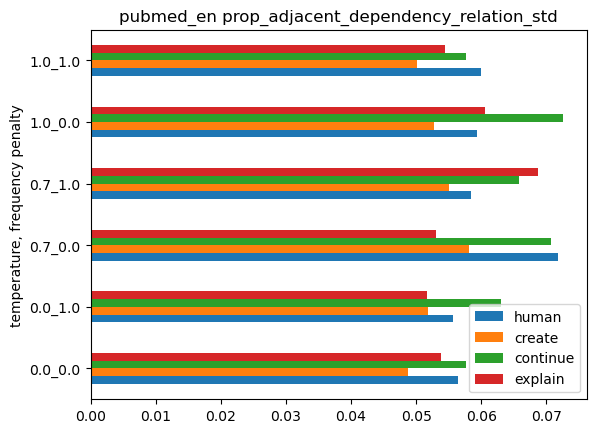 pubmed_en prop_adjacent_dependency_relation_std
temperature, frequency penalty
1.0_1.0
1.0_0.0
0.7_1.0
0.7_0.0
0.0_1.0
0.0_0.0
human
create
continue
explain
0.00 0.01 0.02 0.03 0.04 0.05 0.06 0.07